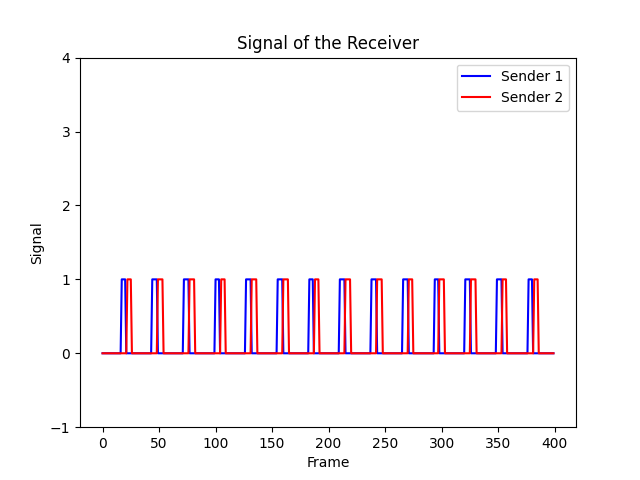 Signal of the Receiver
Sender 1
Sender 2
4
3
2
1
0
−1
Signal
0 50 100 150 200 250 300 350 400
Frame